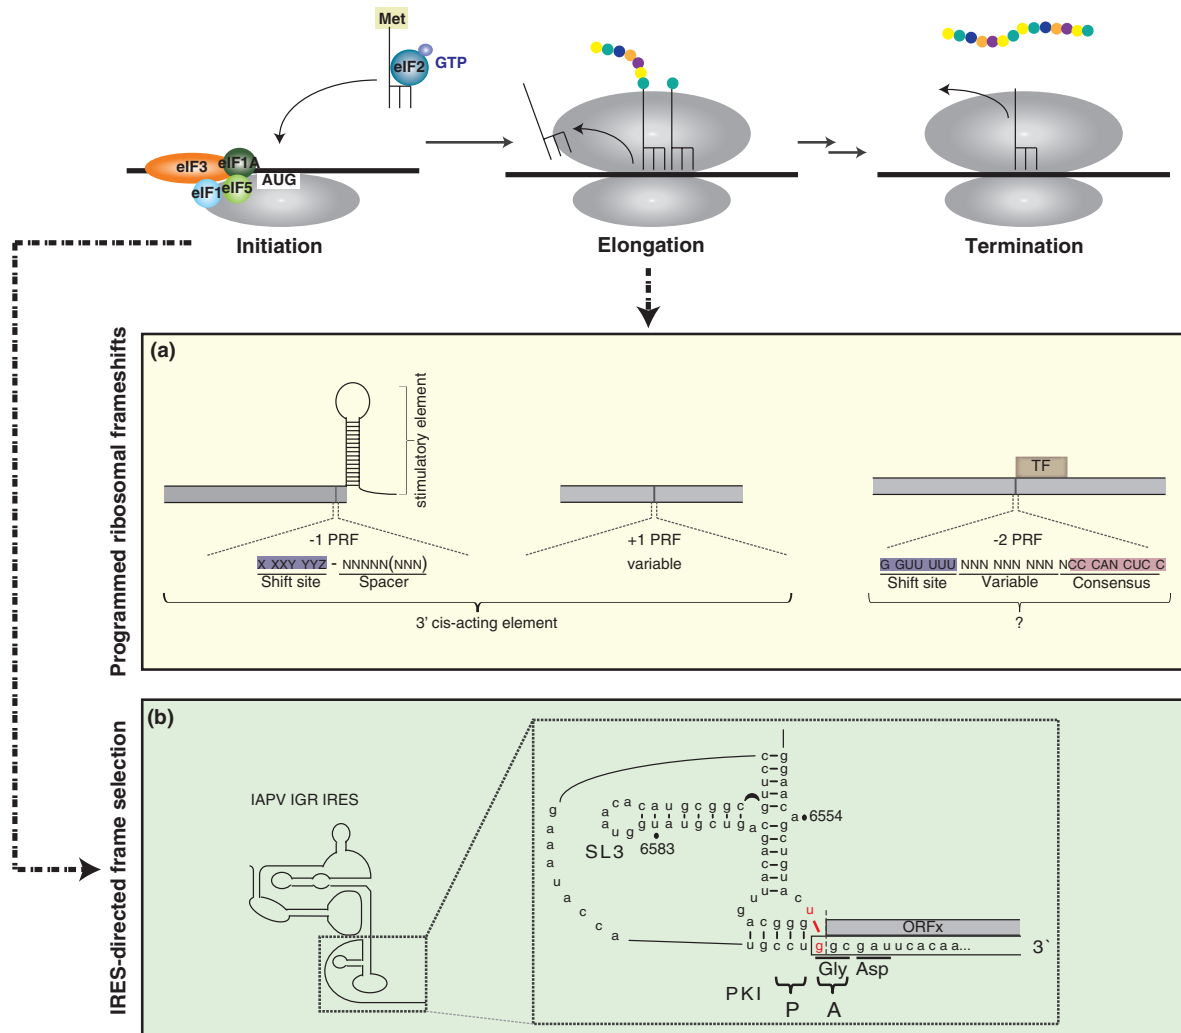 Met
eIF2
GTP
eIF3
eIF1A
eIF1
eIF5
AUG
Initiation
Elongation
Termination
Programmed ribosomal frameshifts
(a)
stimulatory element
TF
-1 PRF
+1 PRF
-2 PRF
X XXY YYZ - NNNNN(NNN)
variable
G GUU UUU NNN NNN NNN NCC CAN CUC C
Shift site
Spacer
Shift site
Variable
Consensus
3' cis-acting element
?
IRES-directed frame selection
(b)
IAPV IGR IRES
c g
c g
u a
u a
g c
a
6554
a c a c a u g c g g c
a a u g g u a u g c u g a
SL3
6583
c g
g c
a u
c g
a u
u a
g a a a u a c c a
u c u
g a c g g g
u g c c u g g c g a u u c a c a a...
ORFx
3`
Gly
Asp
PKI
P
A